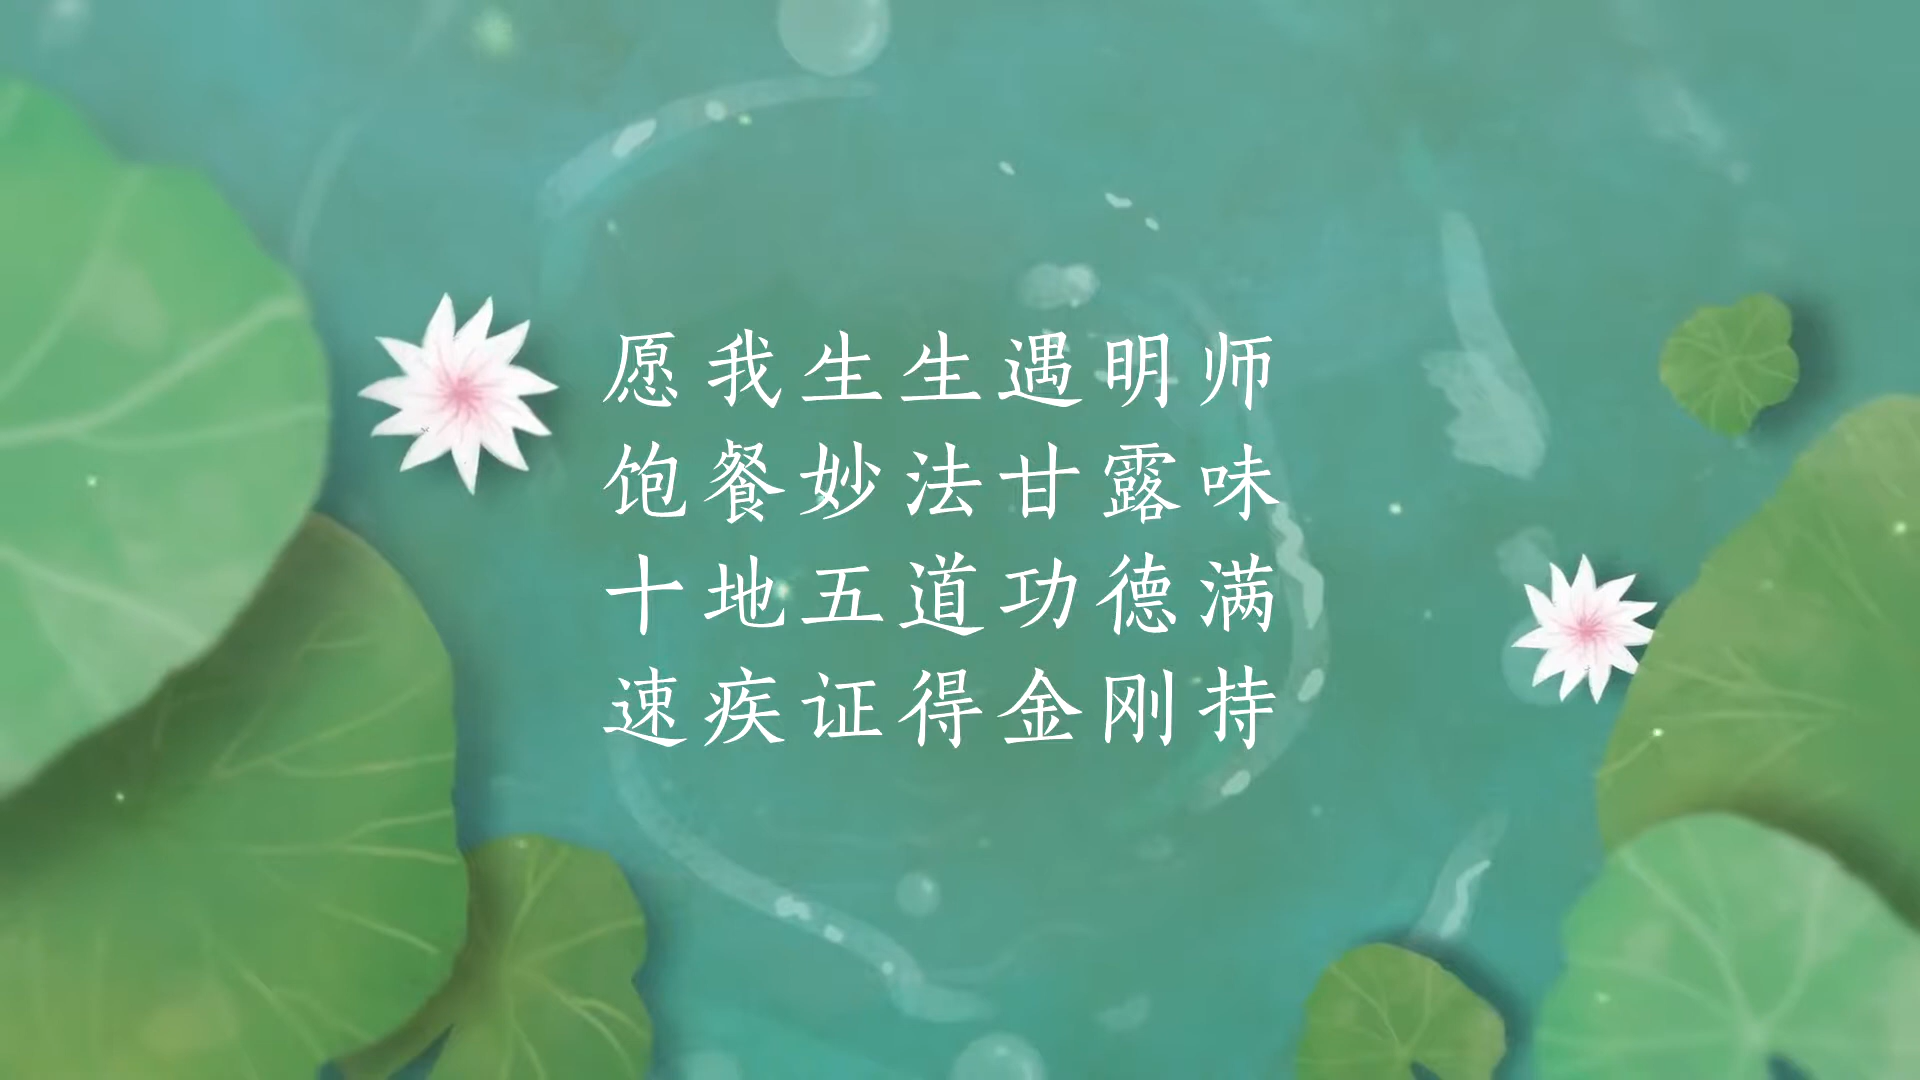 愿我生生遇明师
饱餐妙法甘露味
十地五道功德满
速疾证得金刚持